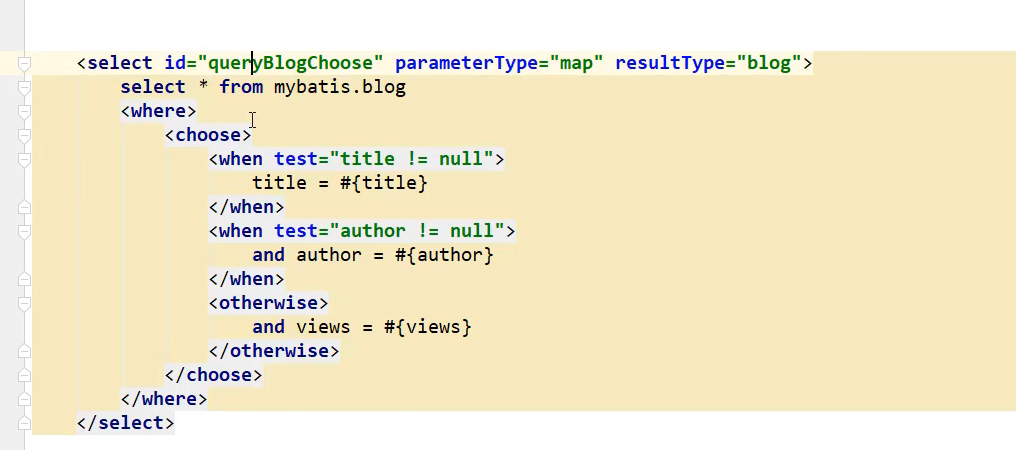 <select id="queryBlogChoose" parameterType="map" resultType="blog">
select * from mybatis.blog
<where>
<choose>
<when test="title != null">
title = #{title}
</when>
<when test="author != null">
and author = #{author}
</when>
<otherwise>
and views = #{views}
</otherwise>
</choose>
</where>
</select>